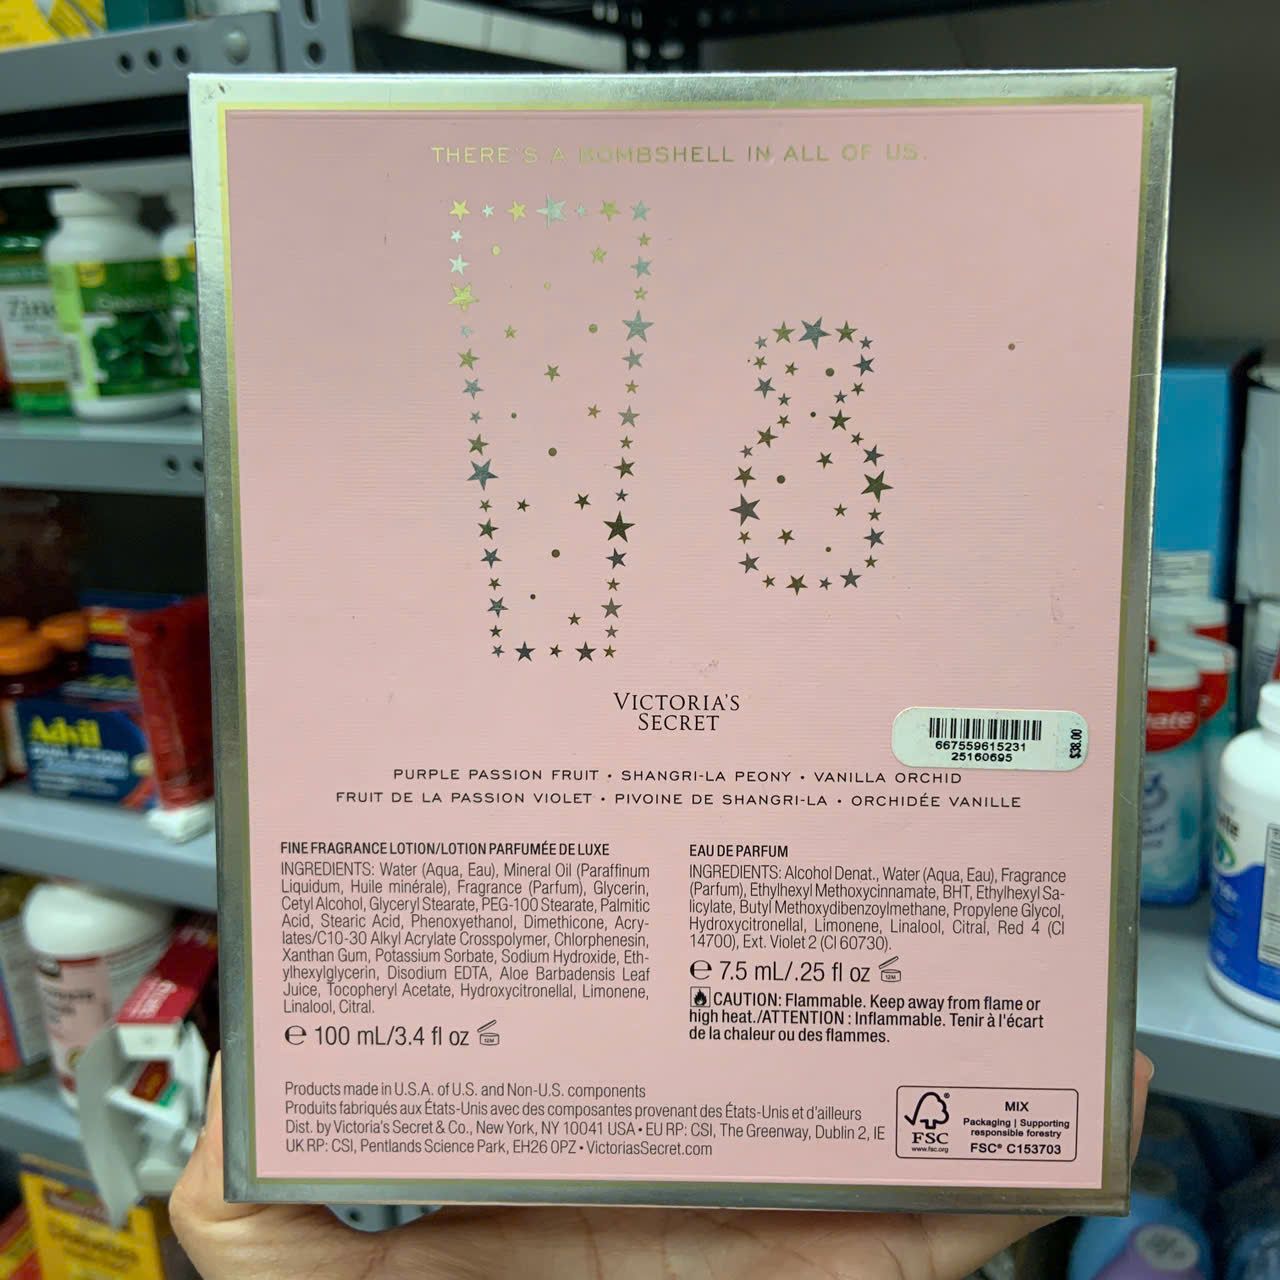 THERE'S A BOMBSHELL IN ALL OF US.
VICTORIA'S
SECRET
667559615231
25160695
$38.00
PURPLE PASSION FRUIT • SHANGRI-LA PEONY • VANILLA ORCHID
FRUIT DE LA PASSION VIOLET • PIVOINE DE SHANGRI-LA • ORCHIDÉE VANILLE
FINE FRAGRANCE LOTION/LOTION PARFUMÉE DE LUXE
INGREDIENTS: Water (Aqua, Eau), Mineral Oil (Paraffinum
Liquidum, Huile minérale), Fragrance (Parfum), Glycerin,
Cetyl Alcohol, Glyceryl Stearate, PEG-100 Stearate, Palmitic
Acid, Stearic Acid, Phenoxyethanol, Dimethicone, Acry-
lates/C10-30 Alkyl Acrylate Crosspolymer, Chlorphenesin,
Xanthan Gum, Potassium Sorbate, Sodium Hydroxide, Eth-
ylhexylglycerin, Disodium EDTA, Aloe Barbadensis Leaf
Juice, Tocopheryl Acetate, Hydroxycitronellal, Limonene,
Linalool, Citral.
℮ 100 mL/3.4 fl oz 12M
EAU DE PARFUM
INGREDIENTS: Alcohol Denat., Water (Aqua, Eau), Fragrance
(Parfum), Ethylhexyl Methoxycinnamate, BHT, Ethylhexyl Sa-
licylate, Butyl Methoxydibenzoylmethane, Propylene Glycol,
Hydroxycitronellal, Limonene, Linalool, Citral, Red 4 (CI
14700), Ext. Violet 2 (CI 60730).
℮ 7.5 mL/.25 fl oz 12M
CAUTION: Flammable. Keep away from flame or
high heat./ATTENTION : Inflammable. Tenir à l'écart
de la chaleur ou des flammes.
Products made in U.S.A. of U.S. and Non-U.S. components
Produits fabriqués aux États-Unis avec des composantes provenant des États-Unis et d'ailleurs
Dist. by Victoria's Secret & Co., New York, NY 10041 USA • EU RP: CSI, The Greenway, Dublin 2, IE
UK RP: CSI, Pentlands Science Park, EH26 0PZ • VictoriasSecret.com
FSC
www.fsc.org
MIX
Packaging | Supporting
responsible forestry
FSC® C153703
Advil
Zinc